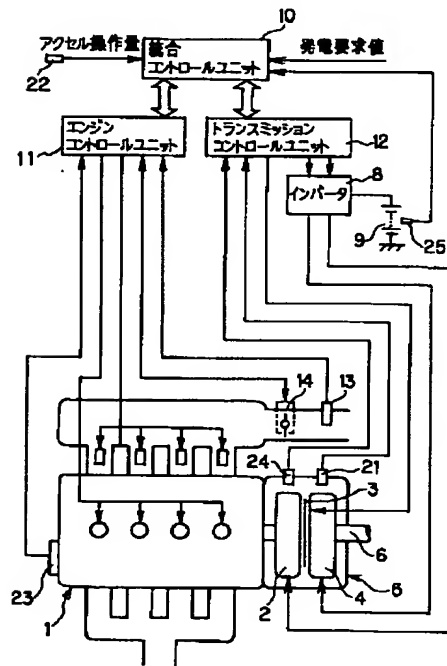 10
アクセル操作量
統合
コントロールユニット
発電要求値
22
エンジン
コントロールユニット
11
トランスミッション
コントロールユニット
12
8
インバータ
9
25
14
13
24
21
3
6
23
1
2
4
5